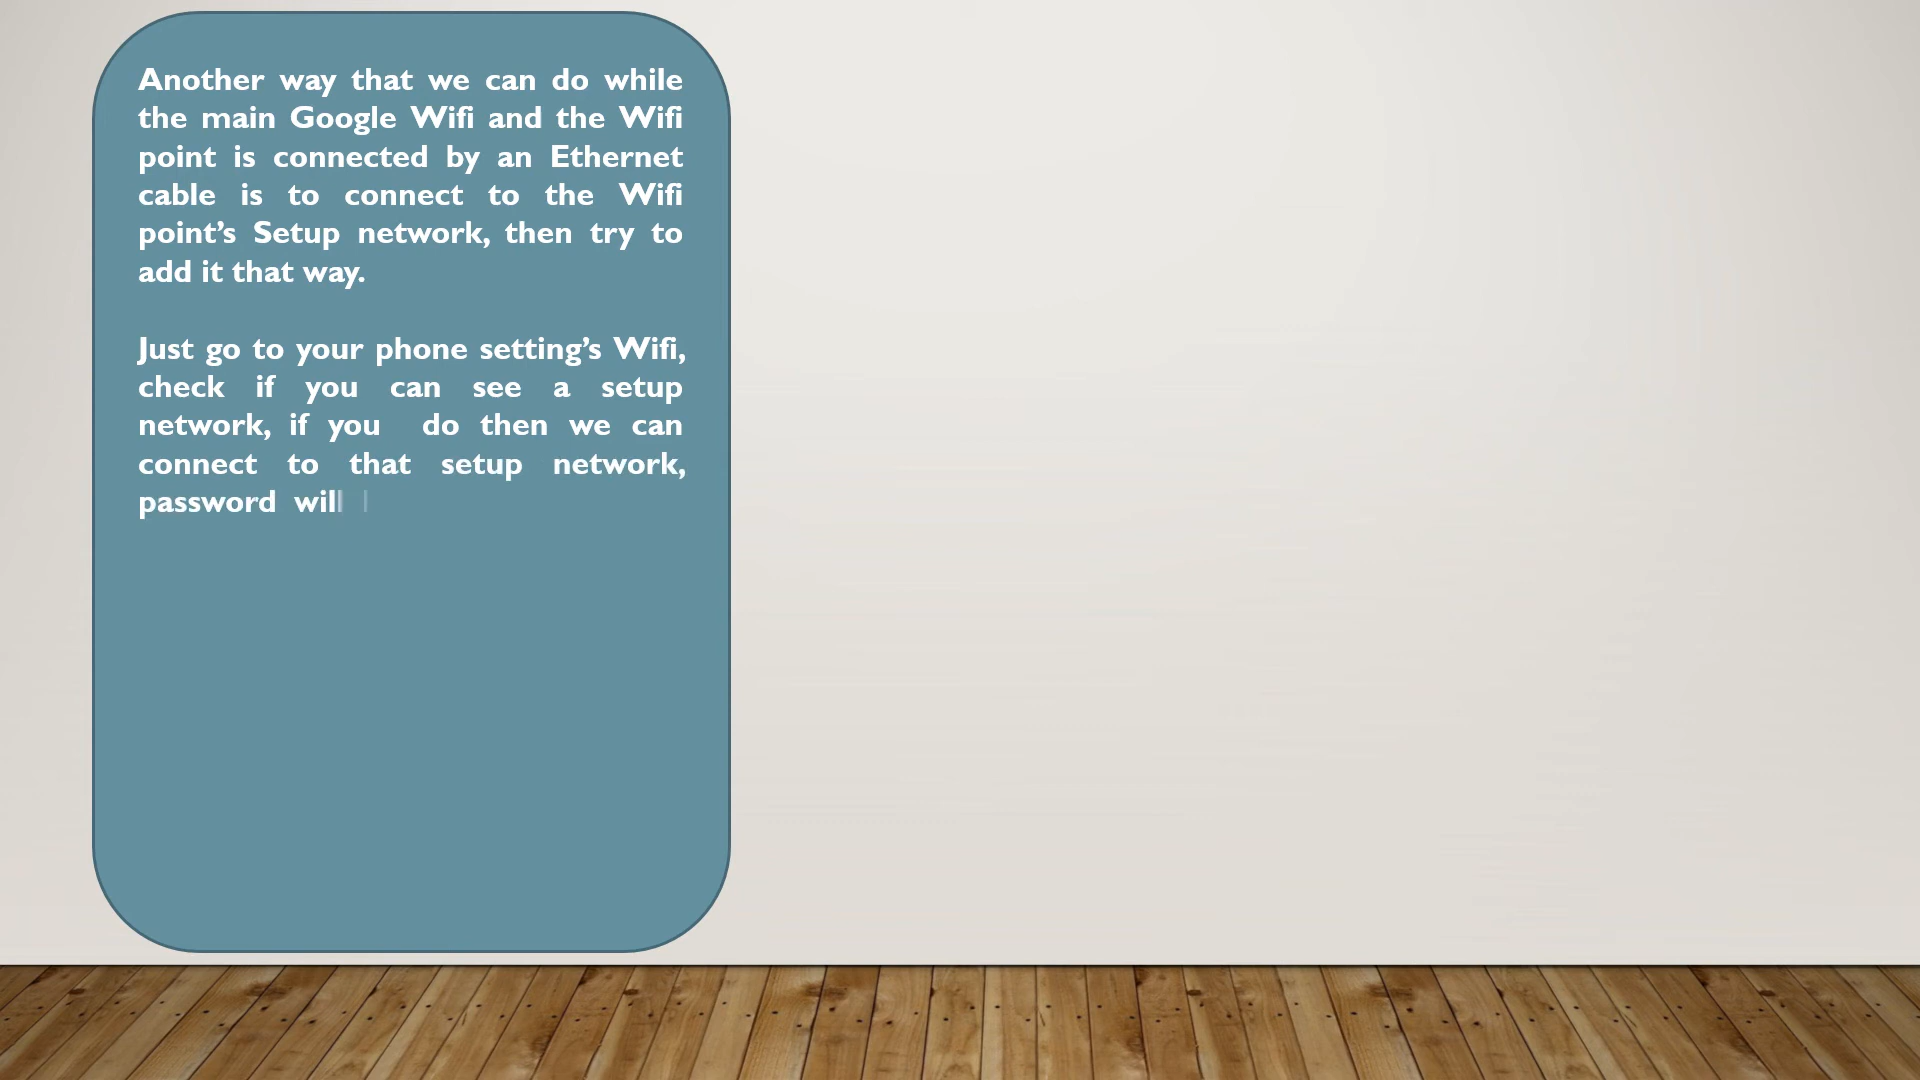 Another way that we can do while
the main Google Wifi and the Wifi
point is connected by an Ethernet
cable is to connect to the Wifi
point’s Setup network, then try to
add it that way.
Just go to your phone setting’s Wifi,
check if you can see a setup
network, if you do then we can
connect to that setup network,
password will